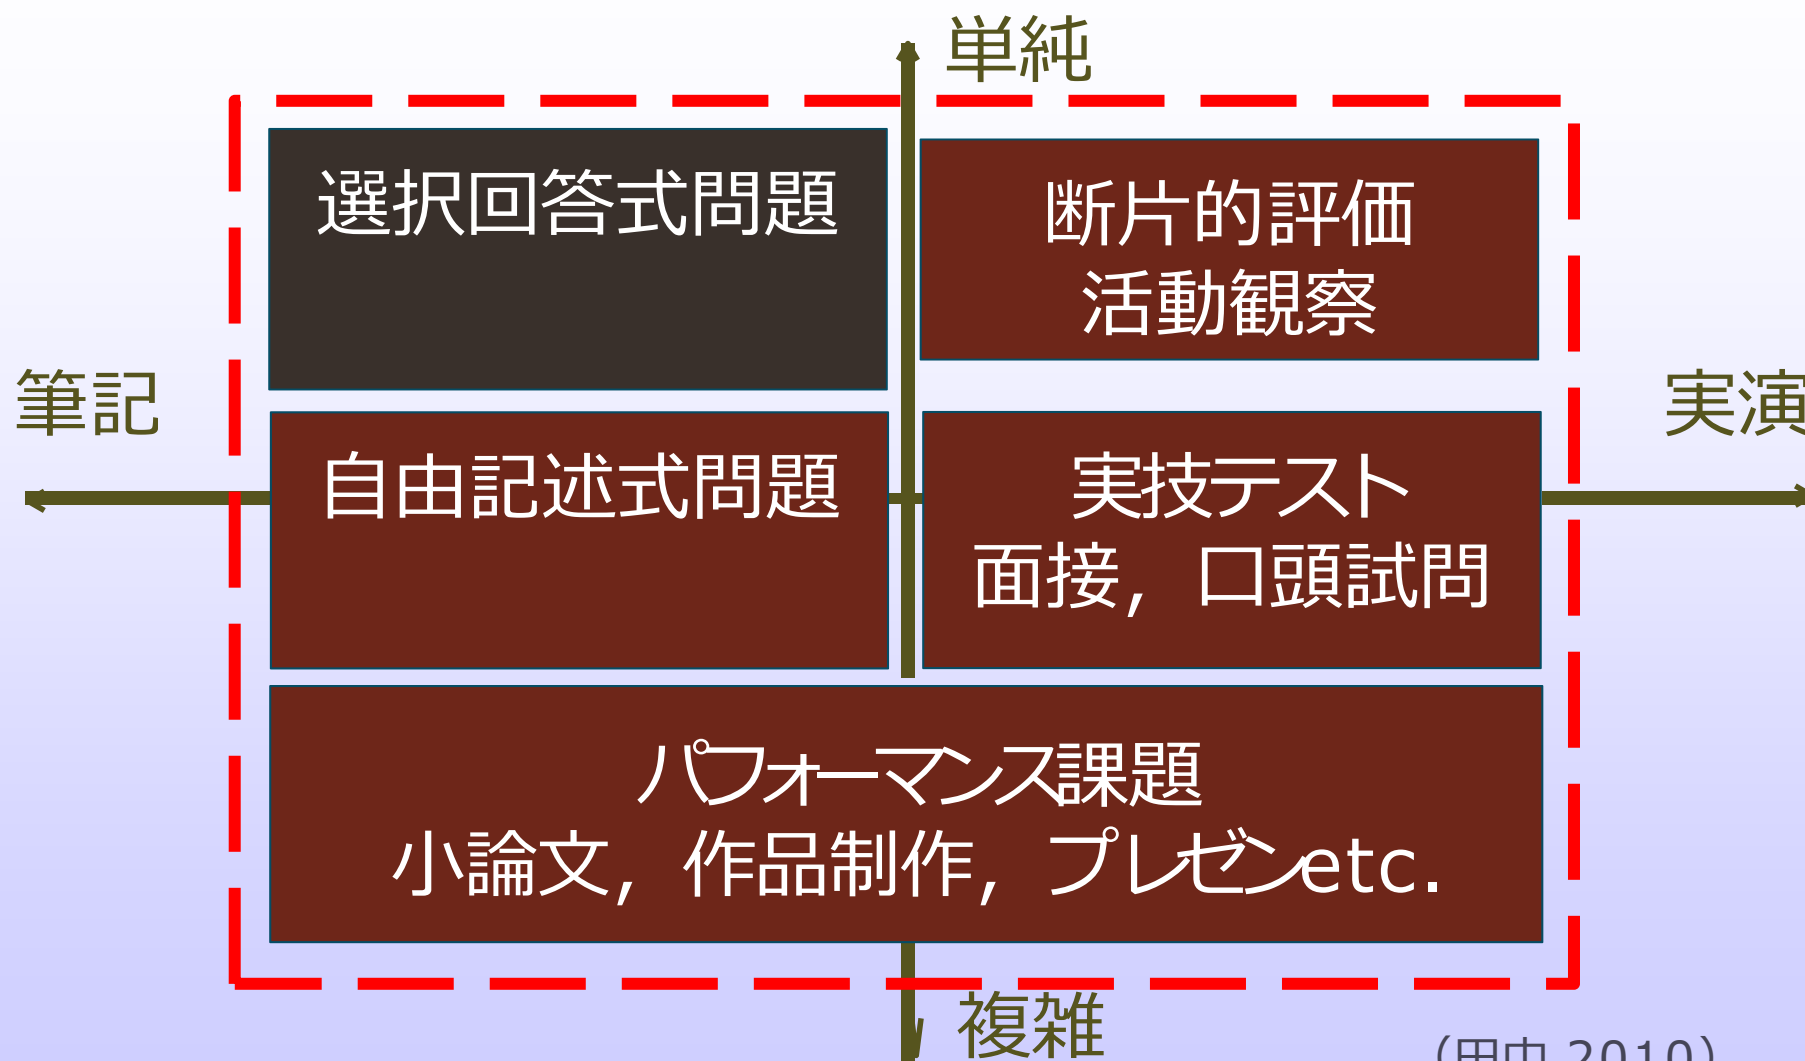 単純
選択回答式問題
断片的評価
活動観察
筆記
実演
自由記述式問題
実技テスト
面接, 口頭試問
パフォーマンス課題
小論文, 作品制作, プレゼンetc.
複雑
(田中 2010)